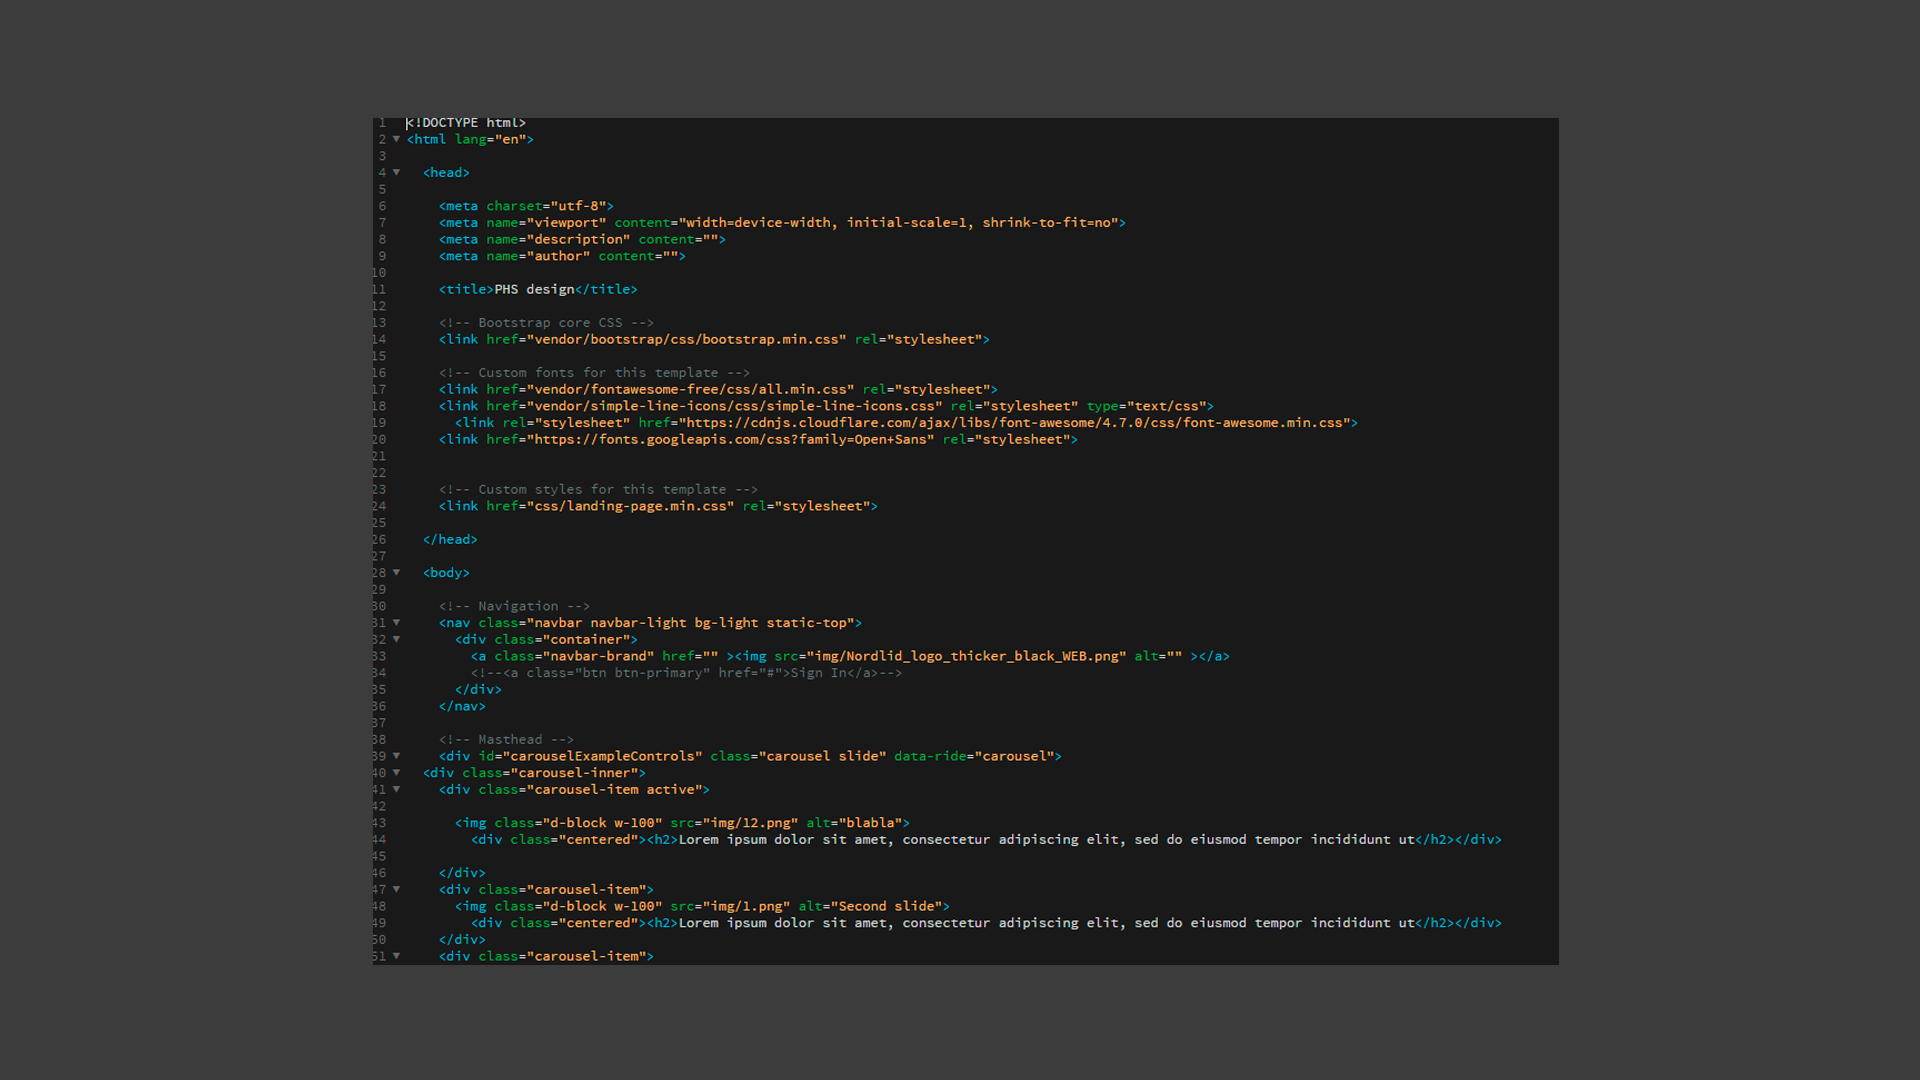 1 <!DOCTYPE html>
2 <html lang="en">
3
4 <head>
5
6 <meta charset="utf-8">
7 <meta name="viewport" content="width=device-width, initial-scale=1, shrink-to-fit=no">
8 <meta name="description" content="">
9 <meta name="author" content="">
10
11 <title>PHS design</title>
12
13 <!-- Bootstrap core CSS -->
14 <link href="vendor/bootstrap/css/bootstrap.min.css" rel="stylesheet">
15
16 <!-- Custom fonts for this template -->
17 <link href="vendor/fontawesome-free/css/all.min.css" rel="stylesheet">
18 <link href="vendor/simple-line-icons/css/simple-line-icons.css" rel="stylesheet" type="text/css">
19 <link rel="stylesheet" href="https://cdnjs.cloudflare.com/ajax/libs/font-awesome/4.7.0/css/font-awesome.min.css">
20 <link href="https://fonts.googleapis.com/css?family=Open+Sans" rel="stylesheet">
21
22
23 <!-- Custom styles for this template -->
24 <link href="css/landing-page.min.css" rel="stylesheet">
25
26 </head>
27
28 <body>
29
30 <!-- Navigation -->
31 <nav class="navbar navbar-light bg-light static-top">
32 <div class="container">
33 <a class="navbar-brand" href="" ><img src="img/Nordlid_logo_thicker_black_WEB.png" alt="" ></a>
34 <!--<a class="btn btn-primary" href="#">Sign In</a>-->
35 </div>
36 </nav>
37
38 <!-- Masthead -->
39 <div id="carouselExampleControls" class="carousel slide" data-ride="carousel">
40 <div class="carousel-inner">
41 <div class="carousel-item active">
42
43 <img class="d-block w-100" src="img/12.png" alt="blabla">
44 <div class="centered"><h2>Lorem ipsum dolor sit amet, consectetur adipiscing elit, sed do eiusmod tempor incididunt ut</h2></div>
45
46 </div>
47 <div class="carousel-item">
48 <img class="d-block w-100" src="img/1.png" alt="Second slide">
49 <div class="centered"><h2>Lorem ipsum dolor sit amet, consectetur adipiscing elit, sed do eiusmod tempor incididunt ut</h2></div>
50 </div>
51 <div class="carousel-item">